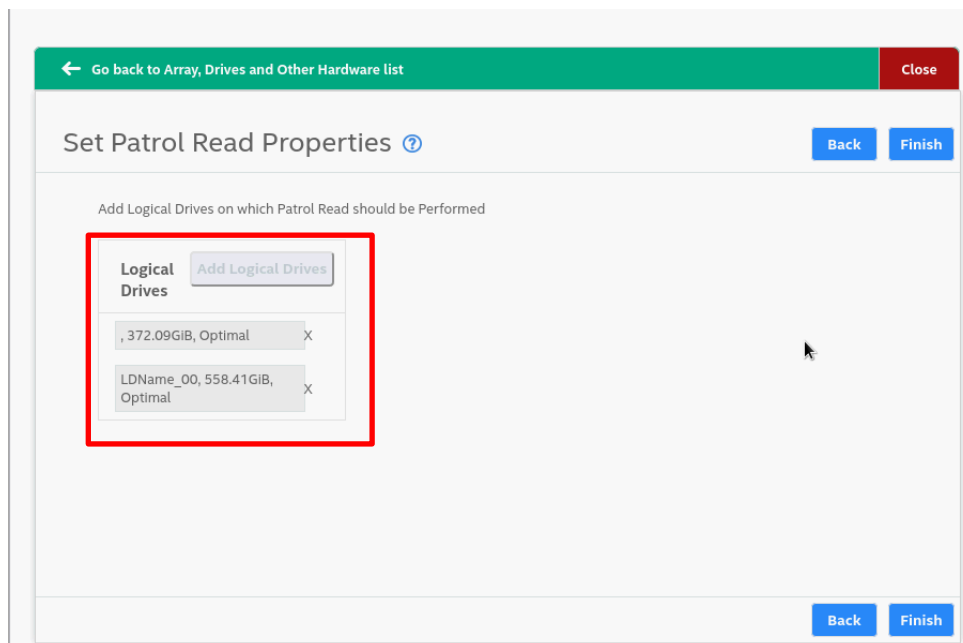 ← Go back to Array, Drives and Other Hardware list
Close
Set Patrol Read Properties ?
Back
Finish
Add Logical Drives on which Patrol Read should be Performed
Logical
Drives
Add Logical Drives
, 372.09GiB, Optimal
X
LDName_00, 558.41GiB,
Optimal
X
Back
Finish